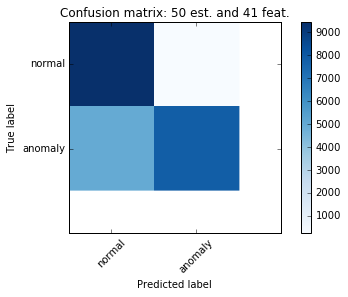 Confusion matrix: 50 est. and 41 feat.
normal
anomaly
True label
normal
anomaly
Predicted label
9000
8000
7000
6000
5000
4000
3000
2000
1000